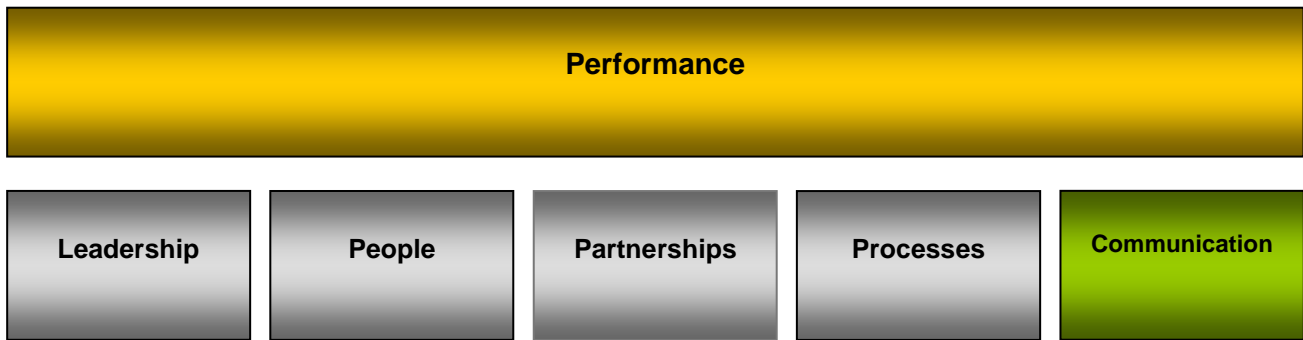 Performance
Leadership
People
Partnerships
Processes
Communication